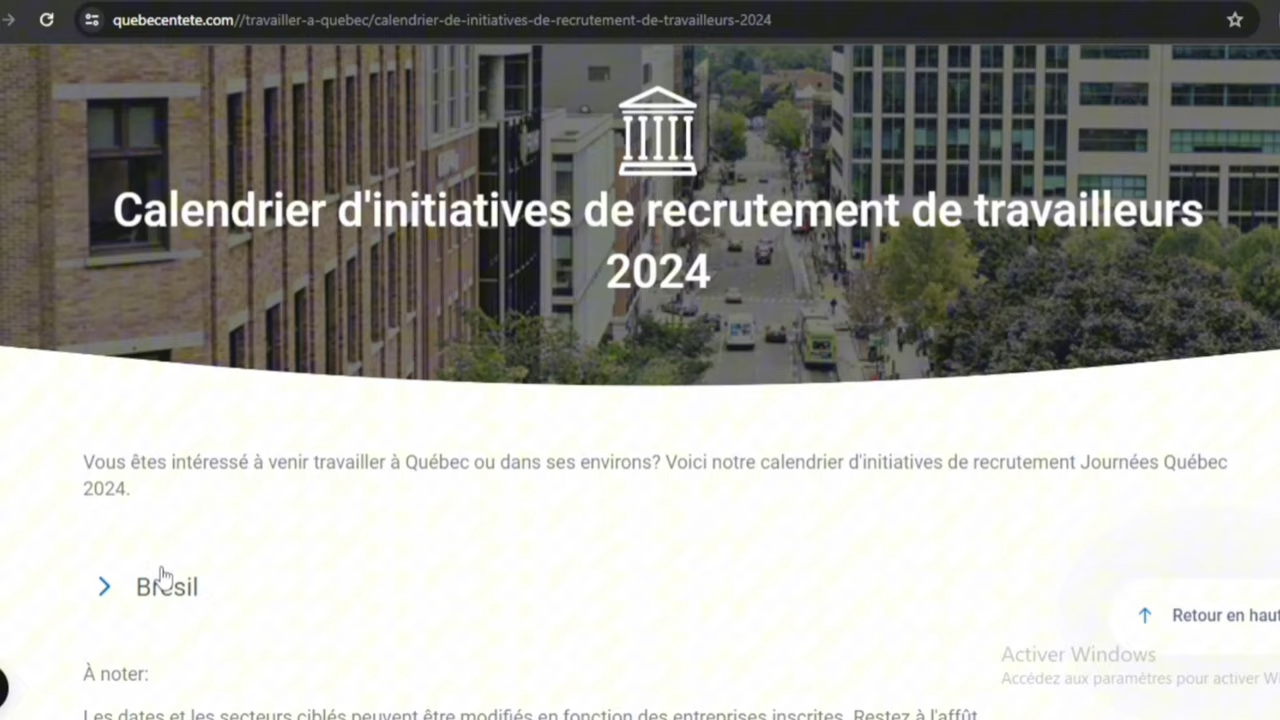 quebecentete.com//travailler-a-quebec/calendrier-de-initiatives-de-recrutement-de-travailleurs-2024
Calendrier d'initiatives de recrutement de travailleurs
2024
Vous êtes intéressé à venir travailler à Québec ou dans ses environs? Voici notre calendrier d'initiatives de recrutement Journées Québec
2024.
Brésil
Retour en haut
À noter:
Activer Windows
Accédez aux paramètres pour activer Wi
Les dates et les secteurs ciblés peuvent être modifiés en fonction des entreprises inscrites. Restez à l'affût